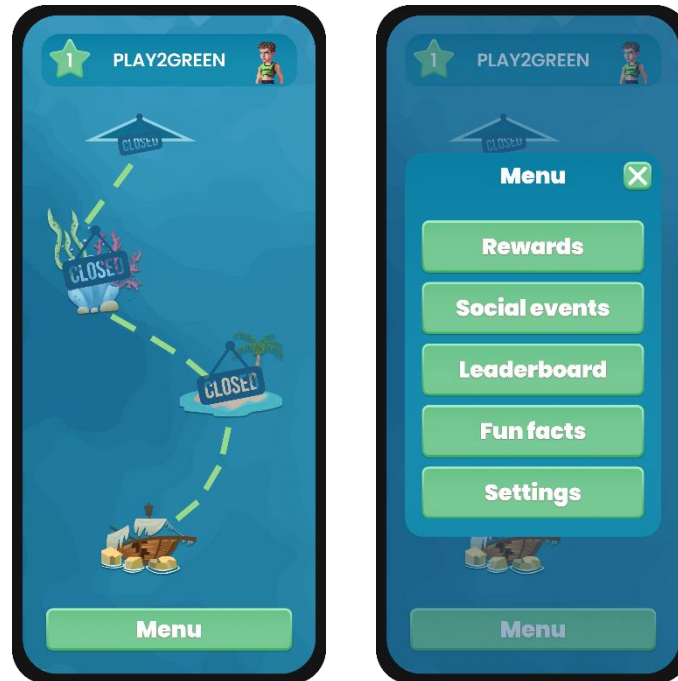 1 PLAY2GREEN
CLOSED
CLOSED
CLOSED
Menu
1 PLAY2GREEN
CLOSED
Menu
Rewards
Social events
Leaderboard
Fun facts
Settings
Menu